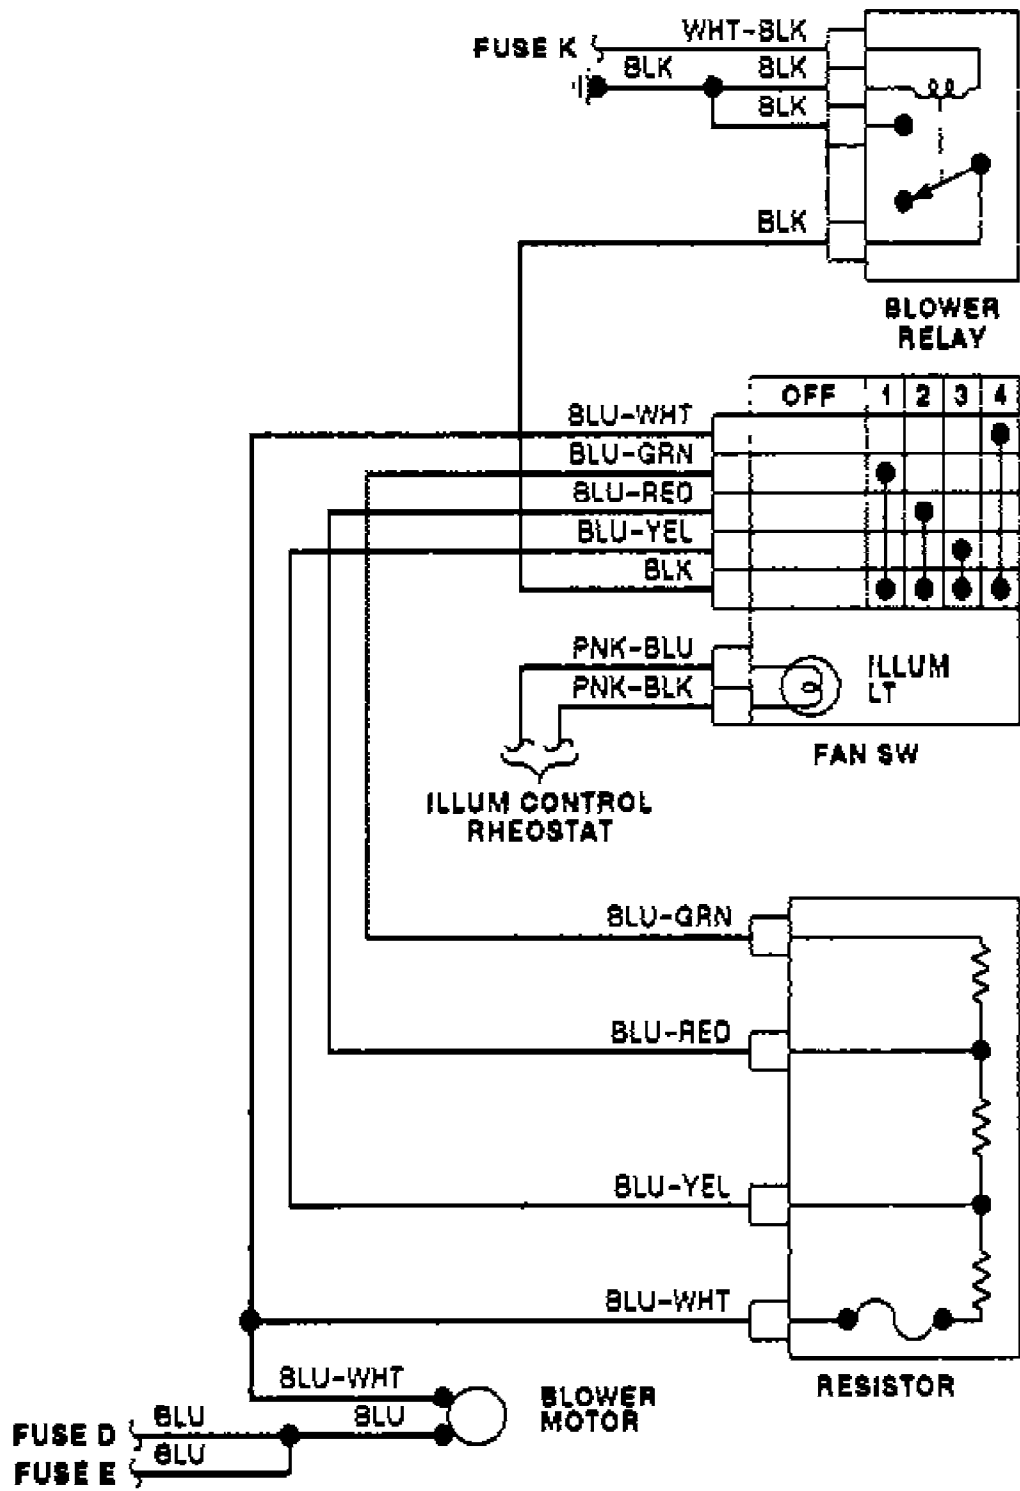 WHT-BLK
FUSE K
BLK
BLK
BLK
BLK
BLOWER
RELAY
OFF 1 2 3 4
BLU-WHT
BLU-GRN
BLU-RED
BLU-YEL
BLK
PNK-BLU
PNK-BLK
ILLUM
LT
FAN SW
ILLUM CONTROL
RHEOSTAT
BLU-GRN
BLU-RED
BLU-YEL
BLU-WHT
RESISTOR
BLU-WHT
BLOWER
MOTOR
BLU
BLU
FUSE D
BLU
FUSE E